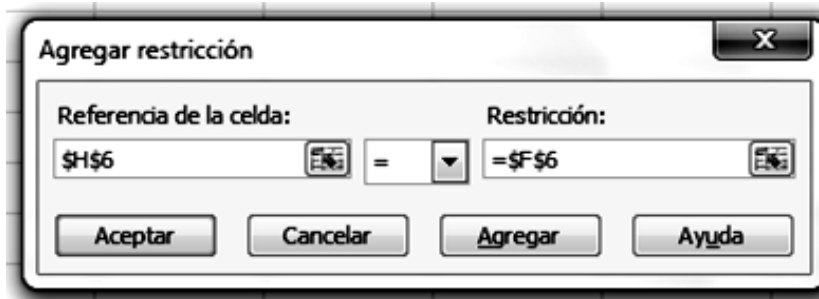 Agregar restricción
Referencia de la celda: Restricción:
$H$6 = =$F$6
Aceptar Cancelar Agregar Ayuda